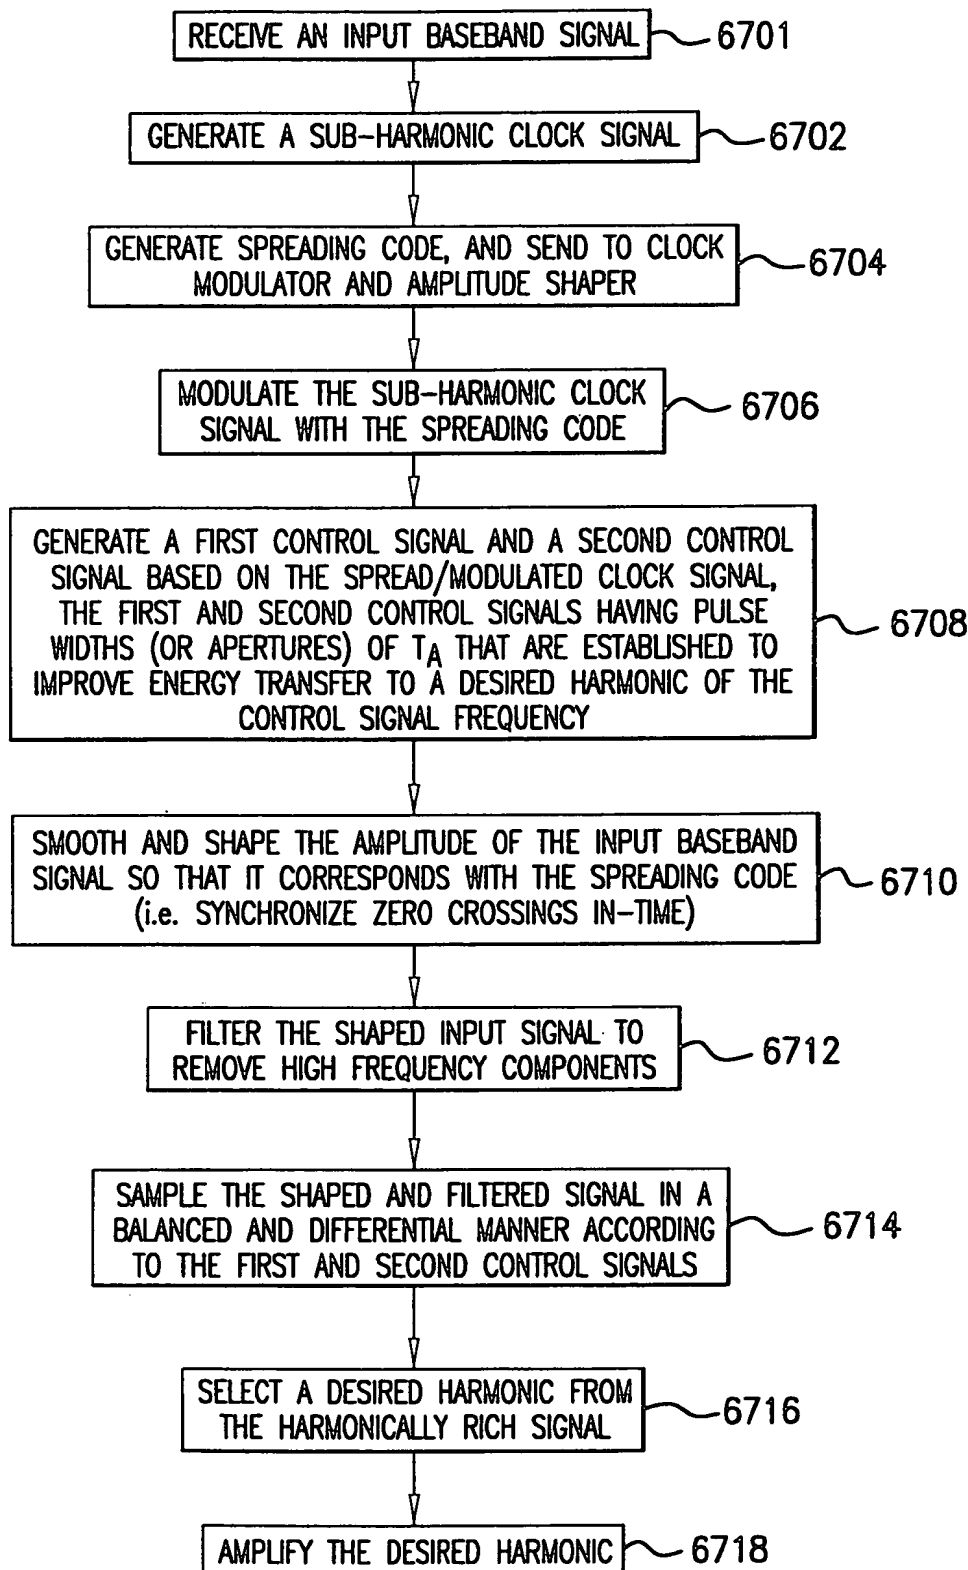 RECEIVE AN INPUT BASEBAND SIGNAL 6701
GENERATE A SUB-HARMONIC CLOCK SIGNAL 6702
GENERATE SPREADING CODE, AND SEND TO CLOCK
MODULATOR AND AMPLITUDE SHAPER
6704
MODULATE THE SUB-HARMONIC CLOCK
SIGNAL WITH THE SPREADING CODE
6706
GENERATE A FIRST CONTROL SIGNAL AND A SECOND CONTROL
SIGNAL BASED ON THE SPREAD/MODULATED CLOCK SIGNAL,
THE FIRST AND SECOND CONTROL SIGNALS HAVING PULSE
WIDTHS (OR APERTURES) OF TA THAT ARE ESTABLISHED TO
IMPROVE ENERGY TRANSFER TO A DESIRED HARMONIC OF THE
CONTROL SIGNAL FREQUENCY
6708
SMOOTH AND SHAPE THE AMPLITUDE OF THE INPUT BASEBAND
SIGNAL SO THAT IT CORRESPONDS WITH THE SPREADING CODE
(i.e. SYNCHRONIZE ZERO CROSSINGS IN-TIME)
6710
FILTER THE SHAPED INPUT SIGNAL TO
REMOVE HIGH FREQUENCY COMPONENTS
6712
SAMPLE THE SHAPED AND FILTERED SIGNAL IN A
BALANCED AND DIFFERENTIAL MANNER ACCORDING
TO THE FIRST AND SECOND CONTROL SIGNALS
6714
SELECT A DESIRED HARMONIC FROM
THE HARMONICALLY RICH SIGNAL
6716
AMPLIFY THE DESIRED HARMONIC 6718